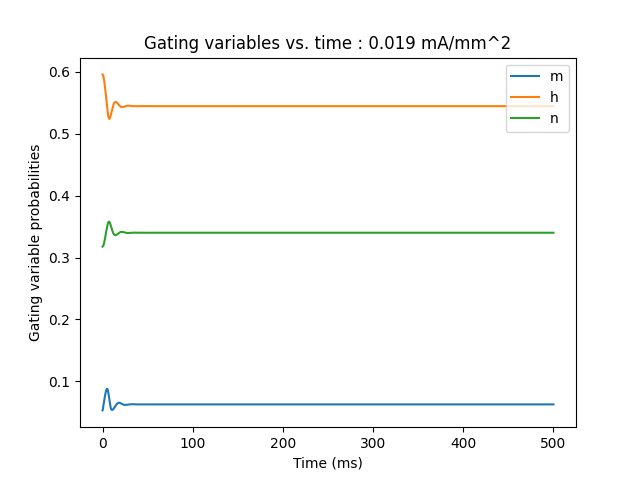 Gating variables vs. time : 0.019 mA/mm^2
m
h
n
0.6
0.5
0.4
0.3
0.2
0.1
Gating variable probabilities
0 100 200 300 400 500
Time (ms)